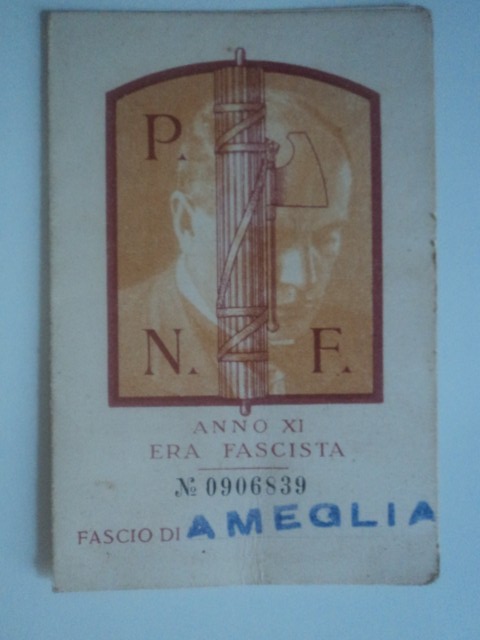 P.
N. F.
ANNO XI
ERA FASCISTA
№ 0906839
FASCIO DI AMEGLIA